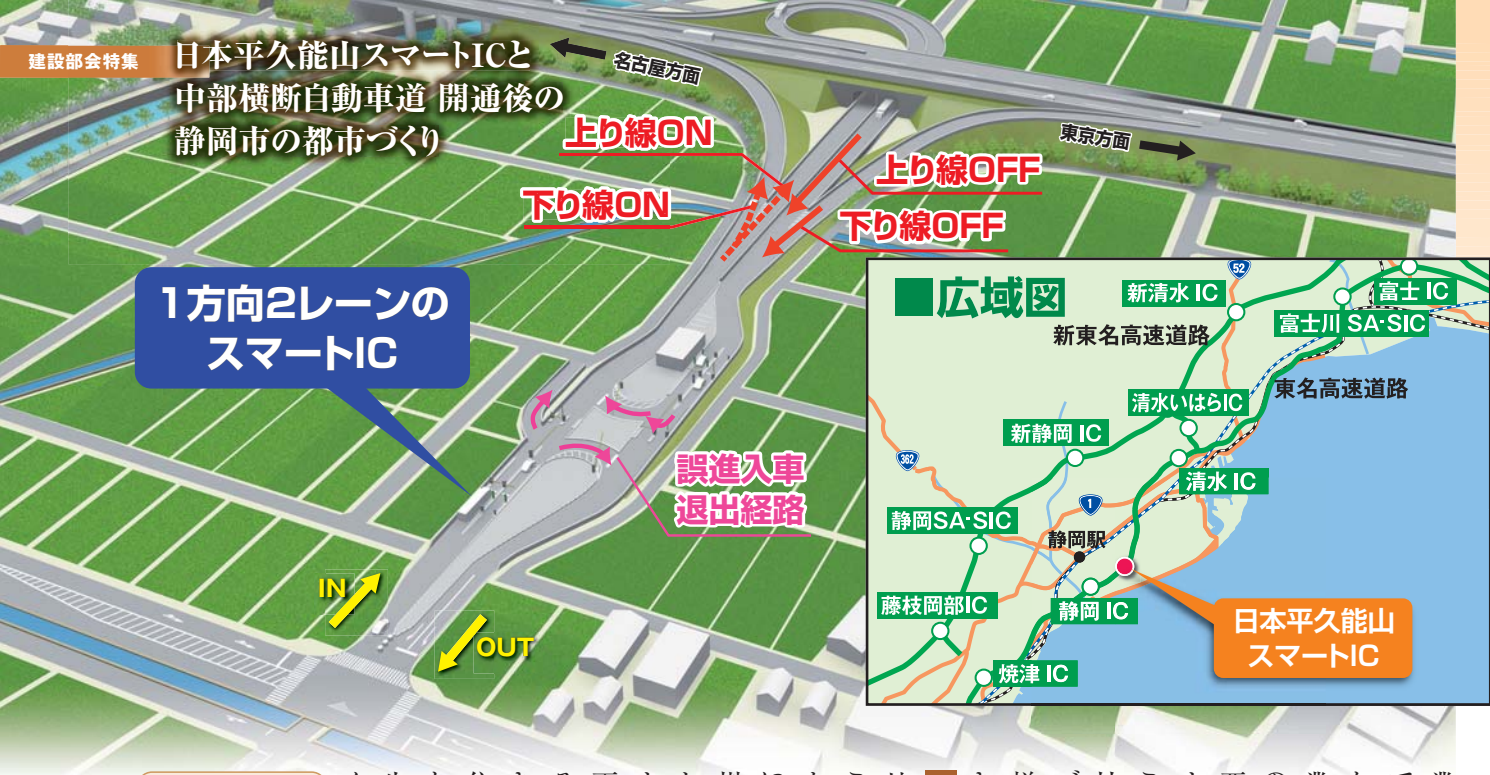 建設部会特集
日本平久能山スマートICと
中部横断自動車道 開通後の
静岡市の都市づくり
名古屋方面
東京方面
上り線ON
上り線OFF
下り線ON
下り線OFF
1方向2レーンの
スマートIC
誤進入車
退出経路
IN
OUT
■広域図
52
新清水 IC
富士 IC
富士川 SA・SIC
新東名高速道路
東名高速道路
清水いはらIC
新静岡 IC
362
清水 IC
1
静岡SA・SIC
静岡駅
藤枝岡部IC
静岡 IC
日本平久能山
スマートIC
焼津 IC